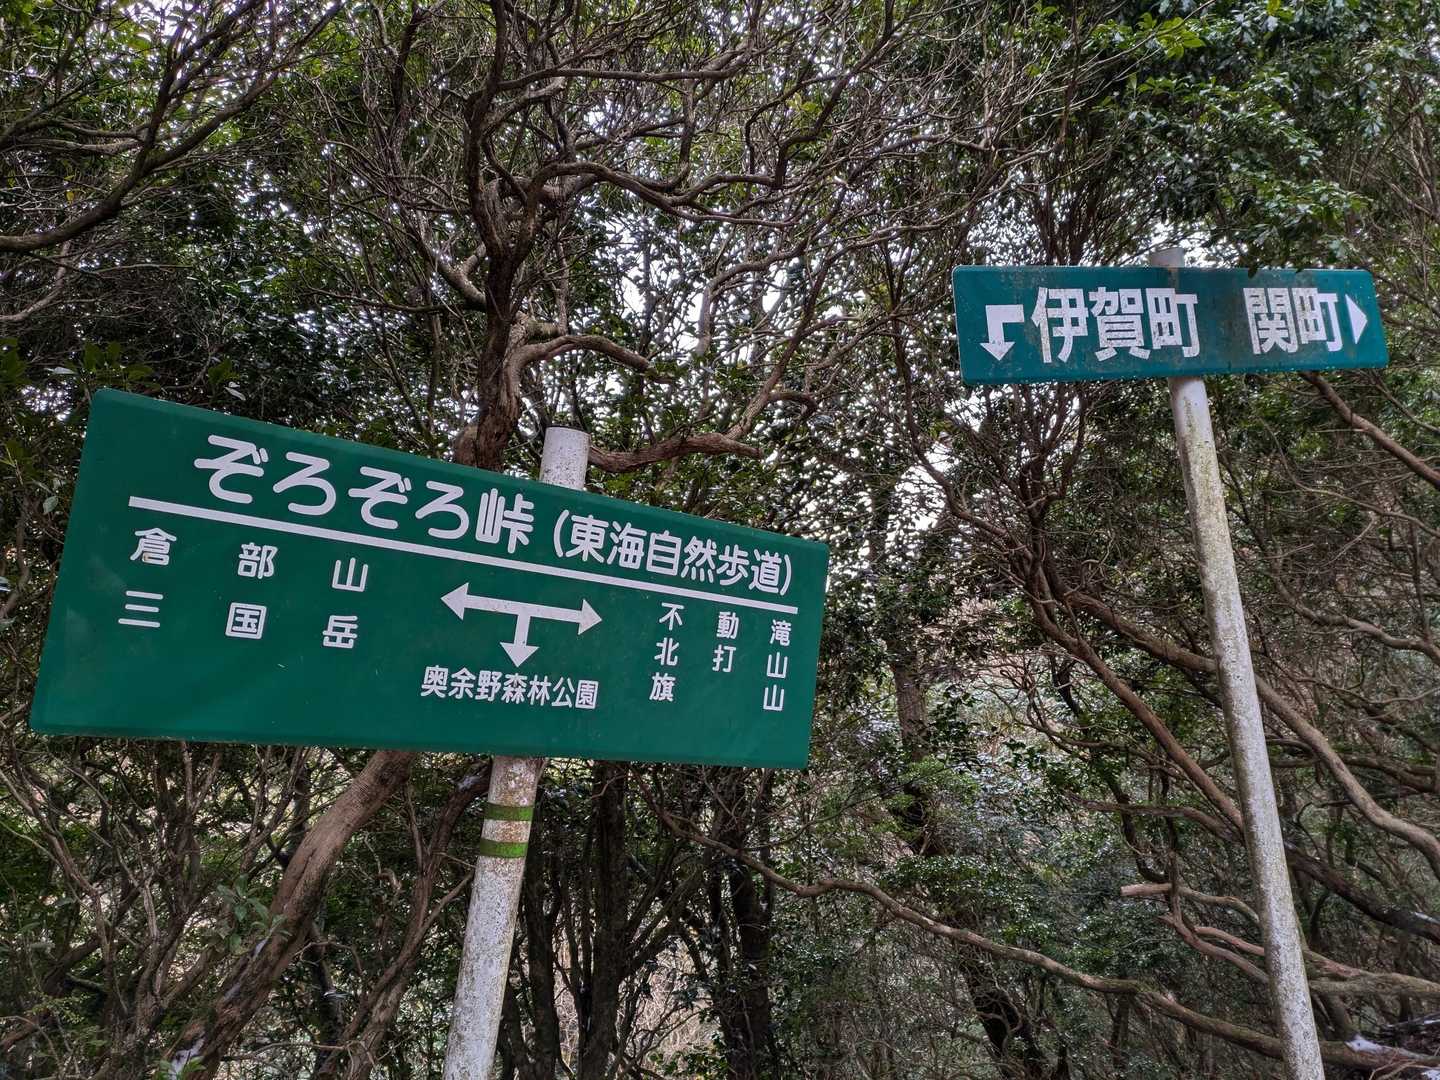 ぞろぞろ峠（東海自然歩道）
倉部山
三国岳
奥余野森林公園
不動滝
北打山
旗山
伊賀町 関町